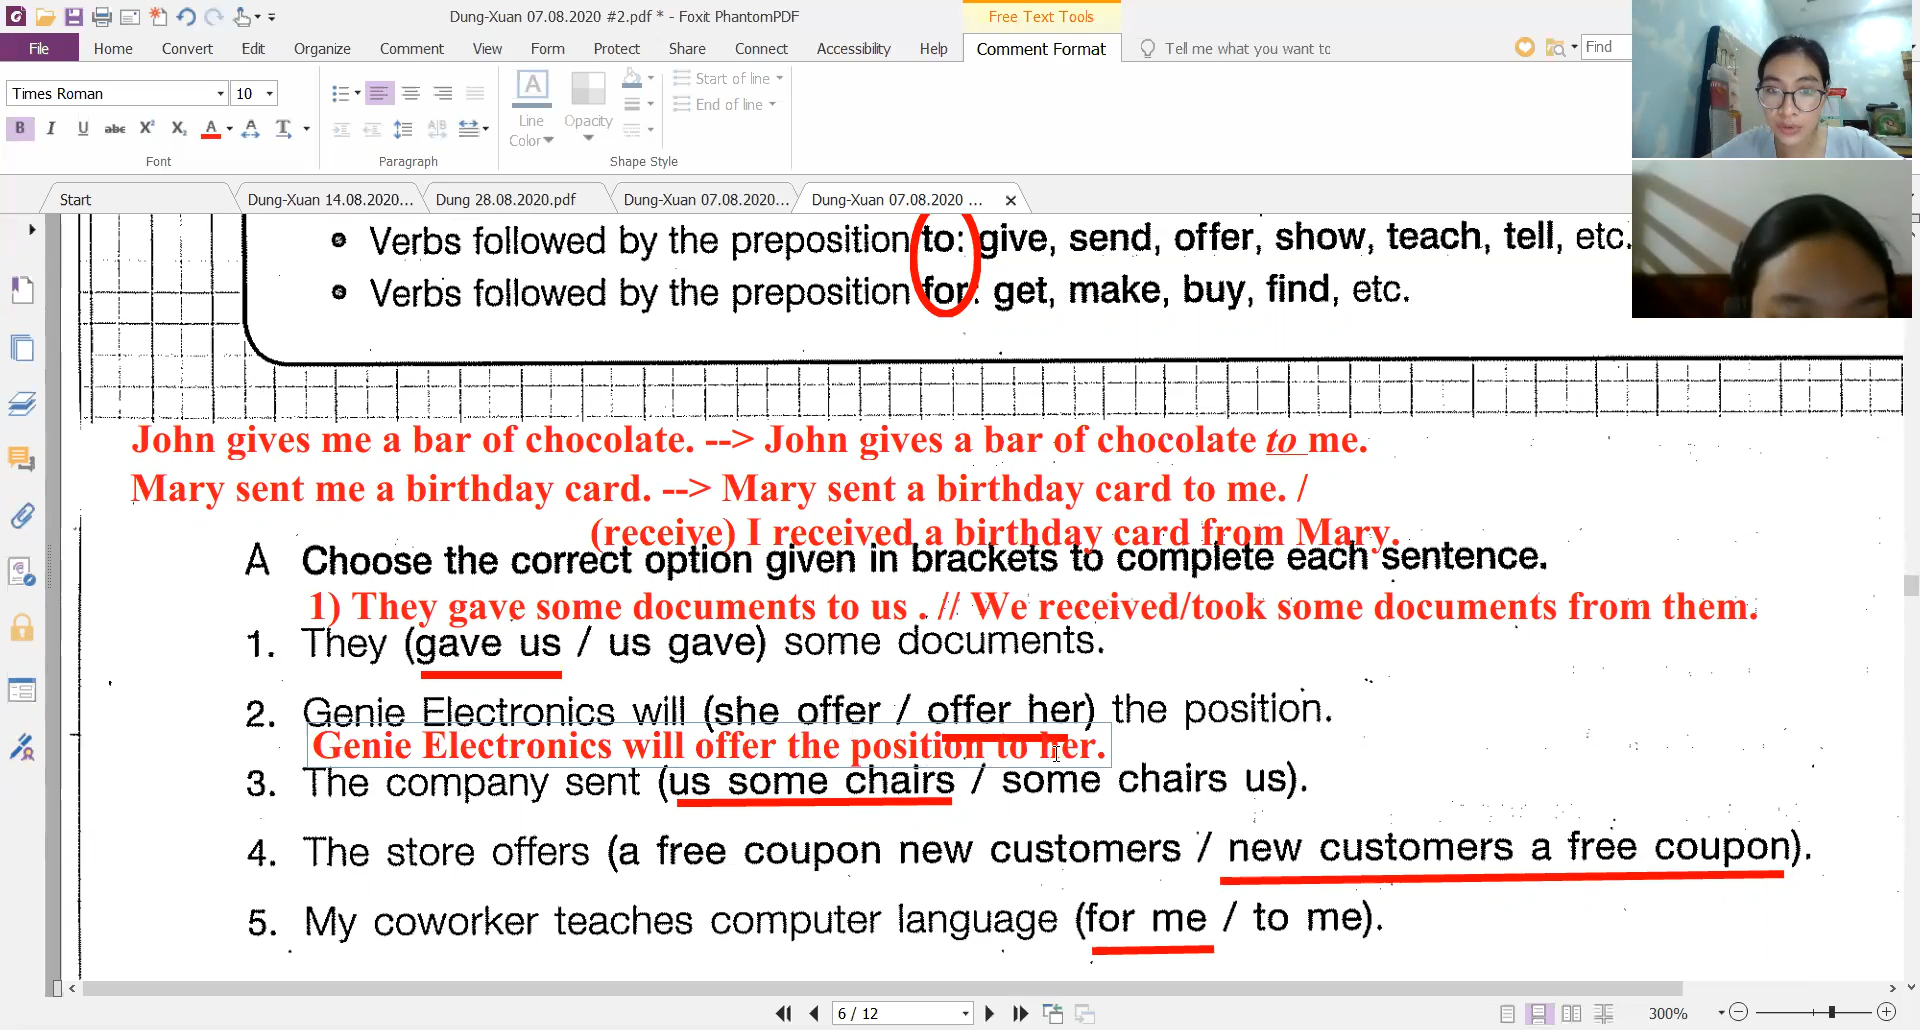 Dung-Xuan 07.08.2020 #2.pdf * - Foxit PhantomPDF
Free Text Tools
File Home Convert Edit Organize Comment View Form Protect Share Connect Accessibility Help Comment Format Tell me what you want to Find
Times Roman 10
Start of line
End of line
Line Color
Opacity
B I U abc X² X₂ A A T
Font Paragraph Shape Style
Start Dung-Xuan 14.08.2020... Dung 28.08.2020.pdf Dung-Xuan 07.08.2020... Dung-Xuan 07.08.2020 ...
Verbs followed by the preposition to: give, send, offer, show, teach, tell, etc.
Verbs followed by the preposition for: get, make, buy, find, etc.
John gives me a bar of chocolate. --> John gives a bar of chocolate to me.
Mary sent me a birthday card. --> Mary sent a birthday card to me. /
(receive) I received a birthday card from Mary.
A Choose the correct option given in brackets to complete each sentence.
1) They gave some documents to us . // We received/took some documents from them.
1. They (gave us / us gave) some documents.
2. Genie Electronics will (she offer / offer her) the position.
Genie Electronics will offer the position to her.
3. The company sent (us some chairs / some chairs us).
4. The store offers (a free coupon new customers / new customers a free coupon).
5. My coworker teaches computer language (for me / to me).
6 / 12
300%